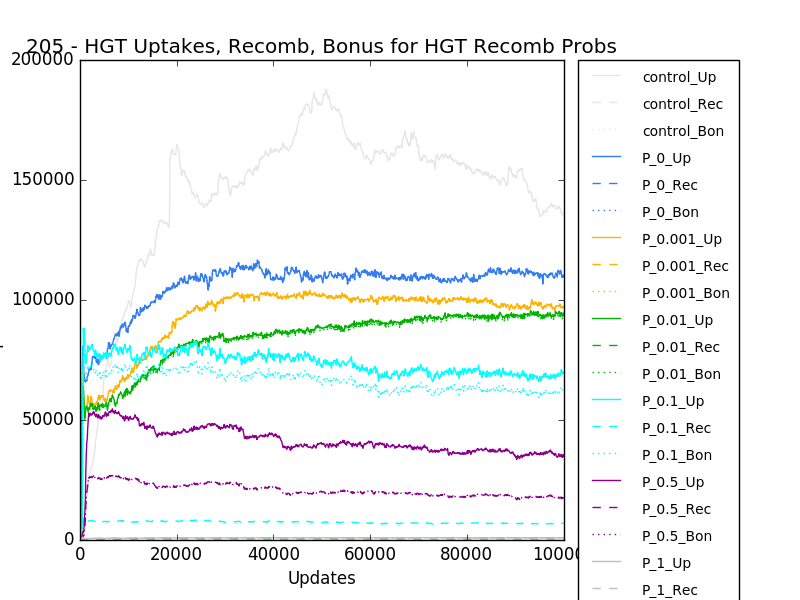 205 - HGT Uptakes, Recomb, Bonus for HGT Recomb Probs
200000
150000
100000
50000
0
0 20000 40000 60000 80000 10000
Updates
control_Up
control_Rec
control_Bon
P_0_Up
P_0_Rec
P_0_Bon
P_0.001_Up
P_0.001_Rec
P_0.001_Bon
P_0.01_Up
P_0.01_Rec
P_0.01_Bon
P_0.1_Up
P_0.1_Rec
P_0.1_Bon
P_0.5_Up
P_0.5_Rec
P_0.5_Bon
P_1_Up
P_1_Rec